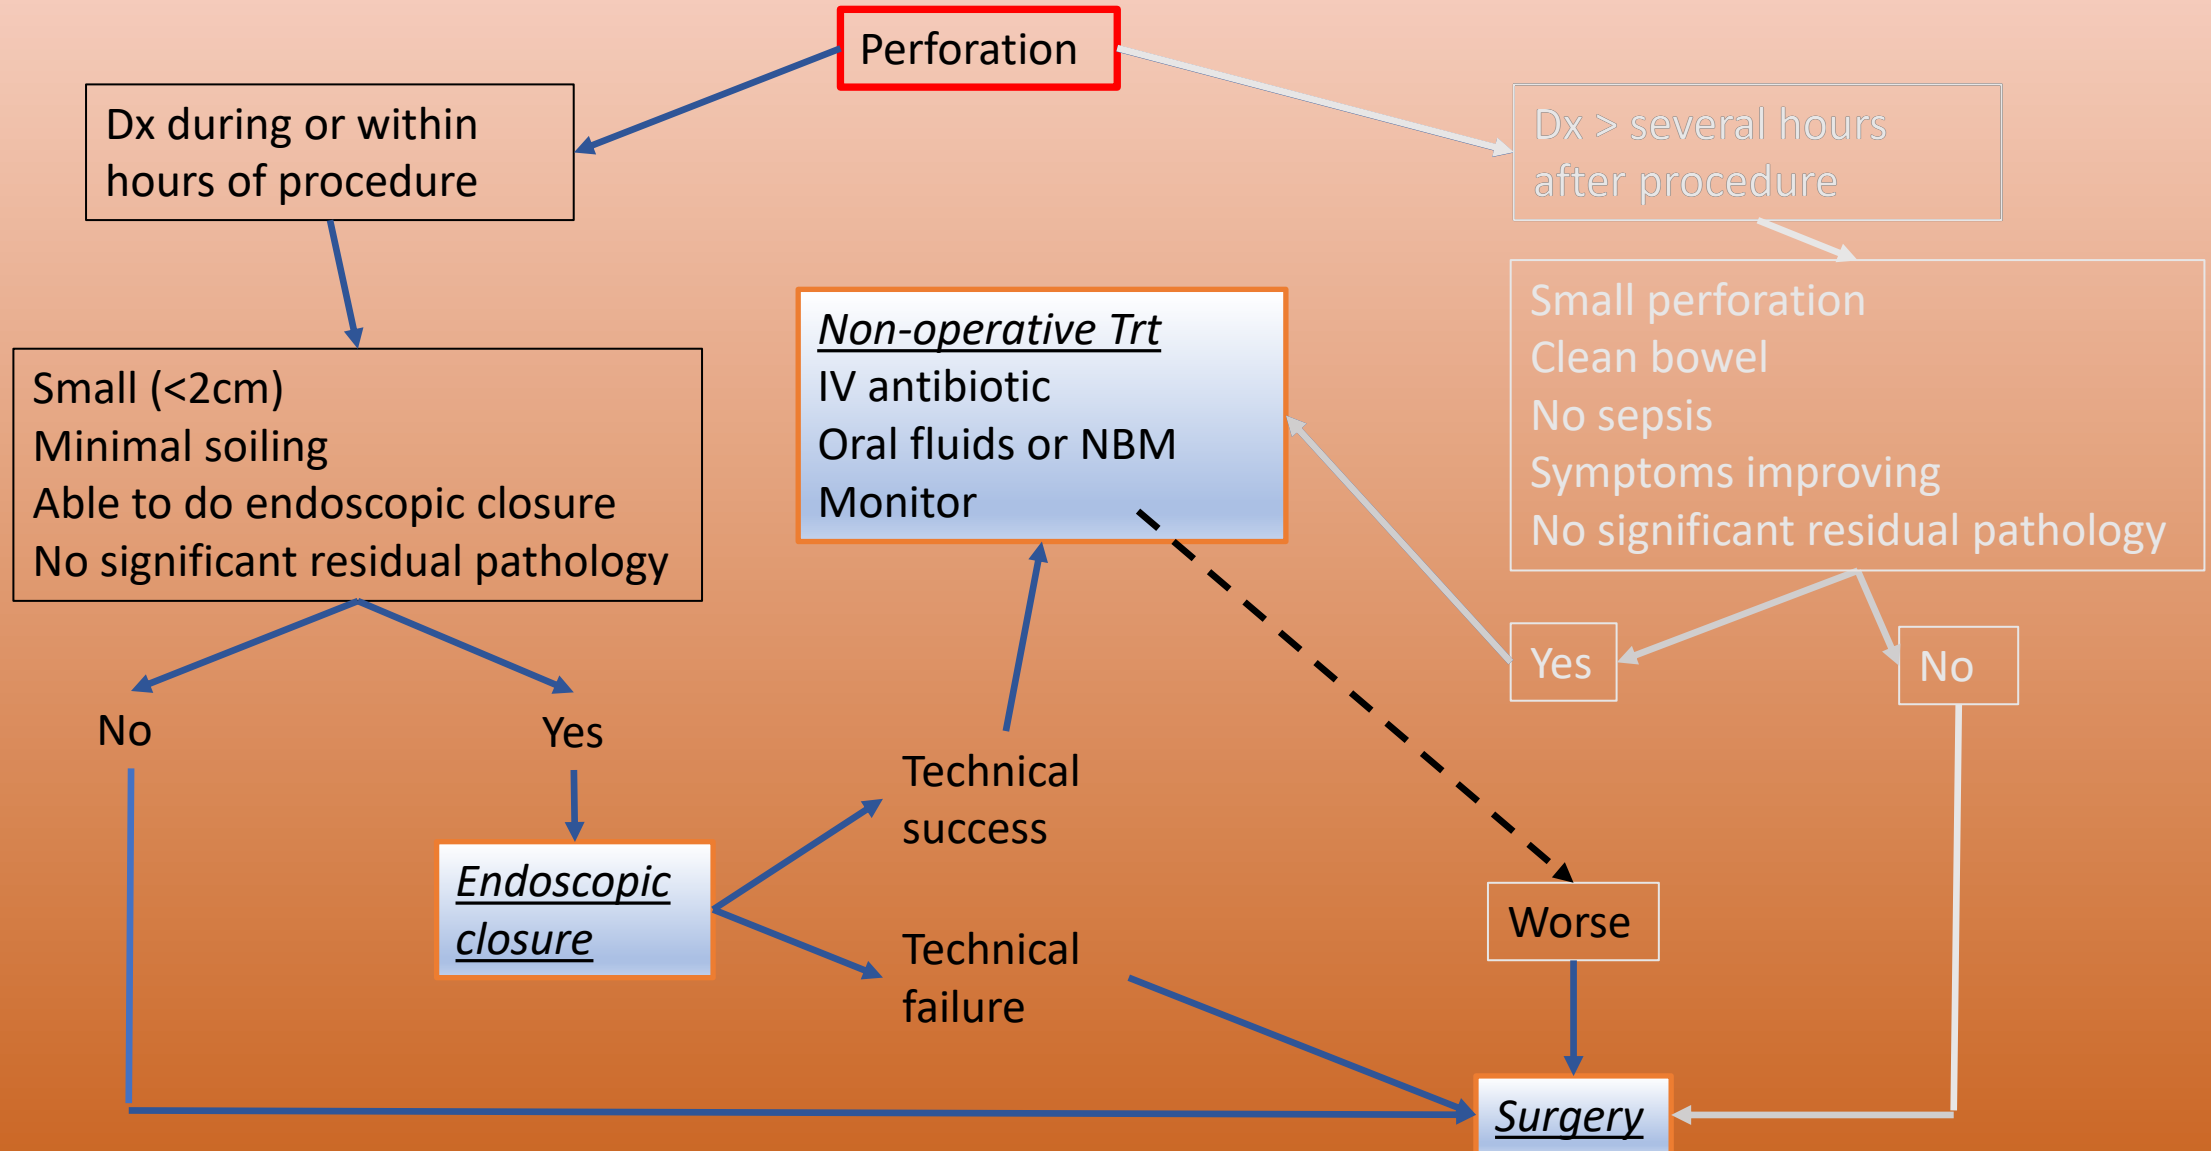 Perforation
Dx during or within
hours of procedure
Dx > several hours
after procedure
Small (<2cm)
Minimal soiling
Able to do endoscopic closure
No significant residual pathology
Non-operative Trt
IV antibiotic
Oral fluids or NBM
Monitor
Small perforation
Clean bowel
No sepsis
Symptoms improving
No significant residual pathology
No
Yes
Yes
No
Technical
success
Endoscopic
closure
Technical
failure
Worse
Surgery